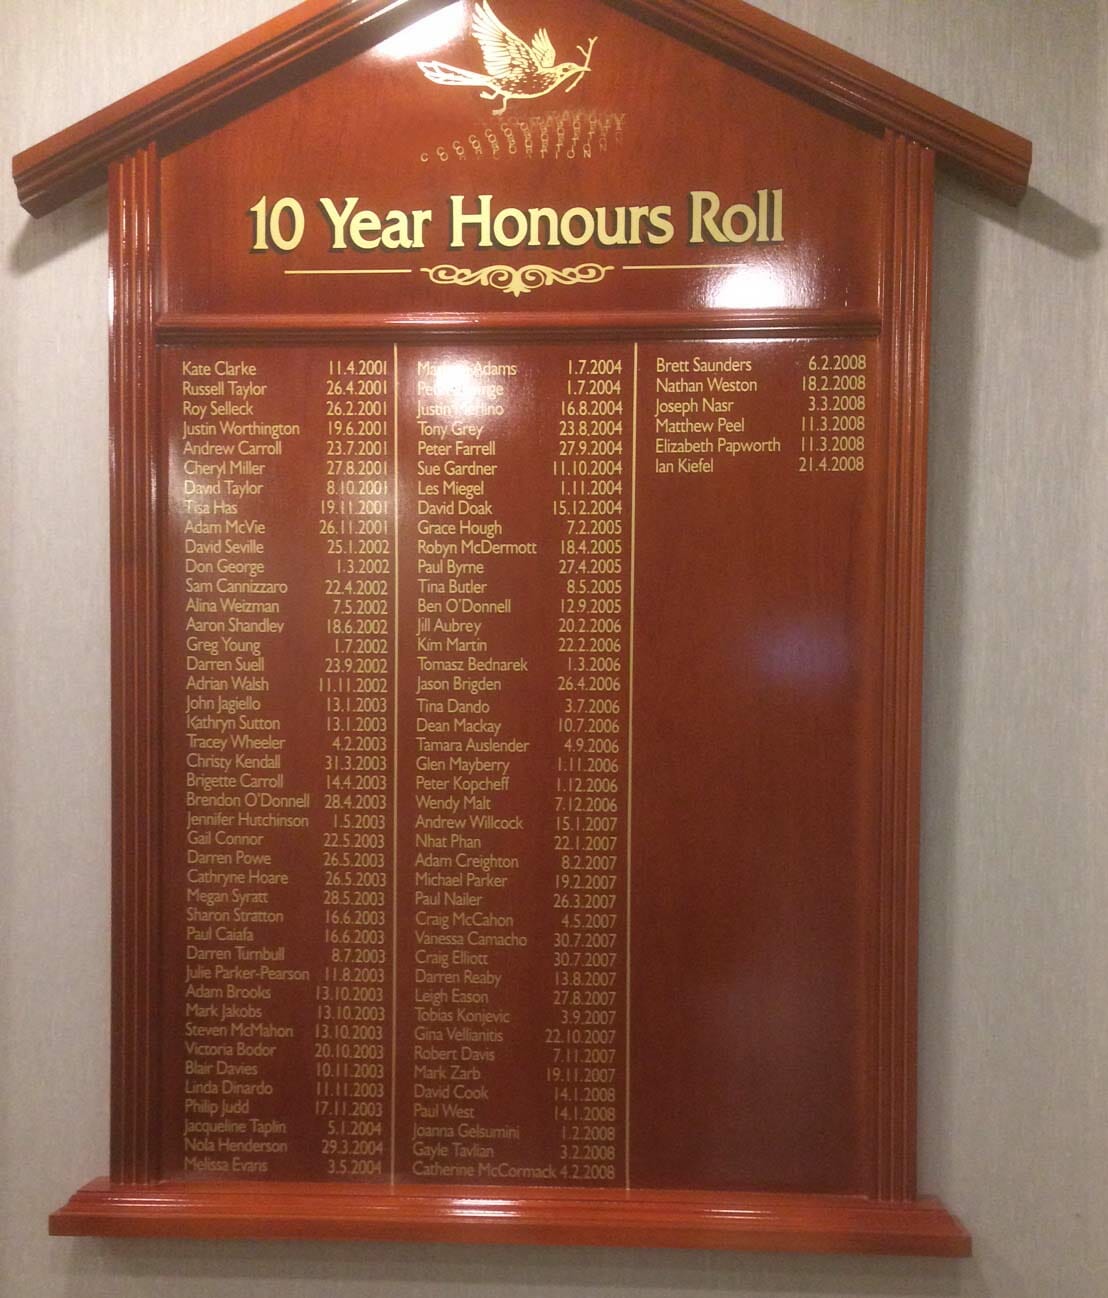 10 Year Honours Roll
Kate Clarke 11.4.2001
Russell Taylor 26.4.2001
Roy Selleck 26.2.2001
Justin Worthington 19.6.2001
Andrew Carroll 23.7.2001
Cheryl Miller 27.8.2001
David Taylor 8.10.2001
Tisa Has 19.11.2001
Adam McVie 26.11.2001
David Seville 25.1.2002
Don George 1.3.2002
Sam Cannizzaro 22.4.2002
Alina Weizman 7.5.2002
Aaron Shandley 18.6.2002
Greg Young 1.7.2002
Darren Suell 23.9.2002
Adrian Walsh 11.11.2002
John Jagiello 13.1.2003
Kathryn Sutton 13.1.2003
Tracey Wheeler 4.2.2003
Christy Kendall 31.3.2003
Brigette Carroll 14.4.2003
Brendon O'Donnell 28.4.2003
Jennifer Hutchinson 1.5.2003
Gail Connor 22.5.2003
Darren Powe 26.5.2003
Cathryne Hoare 26.5.2003
Megan Syratt 28.5.2003
Sharon Stratton 16.6.2003
Paul Caiafa 16.6.2003
Darren Turnbull 8.7.2003
Julie Parker-Pearson 11.8.2003
Adam Brooks 13.10.2003
Mark Jakobs 13.10.2003
Steven McMahon 13.10.2003
Victoria Bodor 20.10.2003
Blair Davies 10.11.2003
Linda Dinardo 11.11.2003
Philip Judd 17.11.2003
Jacqueline Taplin 5.1.2004
Nola Henderson 29.3.2004
Melissa Evans 3.5.2004
Adams 1.7.2004
1.7.2004
Justin 16.8.2004
Tony Grey 23.8.2004
Peter Farrell 27.9.2004
Sue Gardner 11.10.2004
Les Miegel 1.11.2004
David Doak 15.12.2004
Grace Hough 7.2.2005
Robyn McDermott 18.4.2005
Paul Byrne 27.4.2005
Tina Butler 8.5.2005
Ben O'Donnell 12.9.2005
Jill Aubrey 20.2.2006
Kim Martin 22.2.2006
Tomasz Bednarek 1.3.2006
Jason Brigden 26.4.2006
Tina Dando 3.7.2006
Dean Mackay 10.7.2006
Tamara Auslender 4.9.2006
Glen Mayberry 1.11.2006
Peter Kopcheff 1.12.2006
Wendy Malt 7.12.2006
Andrew Willcock 15.1.2007
Nhat Phan 22.1.2007
Adam Creighton 8.2.2007
Michael Parker 19.2.2007
Paul Nailer 26.3.2007
Craig McCahon 4.5.2007
Vanessa Camacho 30.7.2007
Craig Elliott 30.7.2007
Darren Reaby 13.8.2007
Leigh Eason 27.8.2007
Tobias Konjevic 3.9.2007
Gina Vellianitis 22.10.2007
Robert Davis 7.11.2007
Mark Zarb 19.11.2007
David Cook 14.1.2008
Paul West 14.1.2008
Joanna Gelsumini 1.2.2008
Gayle Tavlian 3.2.2008
Catherine McCormack 4.2.2008
Brett Saunders 6.2.2008
Nathan Weston 18.2.2008
Joseph Nasr 3.3.2008
Matthew Peel 11.3.2008
Elizabeth Papworth 11.3.2008
Ian Kiefel 21.4.2008